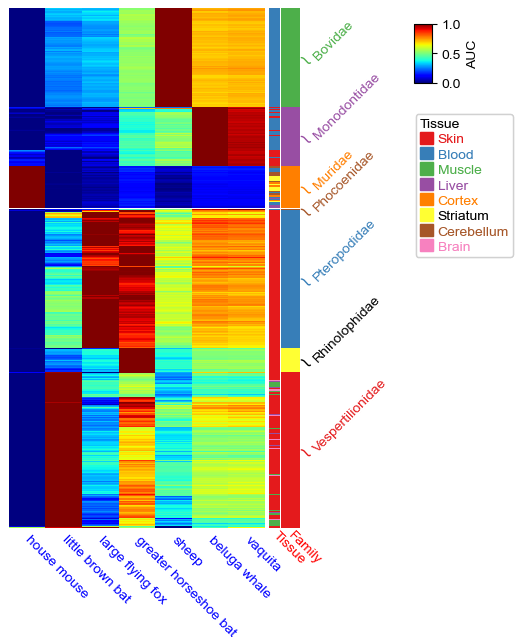 Bovidae
Monodontidae
Muridae
Phocoenidae
Pteropodidae
Rhinolophidae
Vespertilionidae
1.0
0.5
0.0
AUC
Tissue
Skin
Blood
Muscle
Liver
Cortex
Striatum
Cerebellum
Brain
house mouse
little brown bat
large flying fox
greater horseshoe bat
sheep
beluga whale
vaquita
Tissue
Family